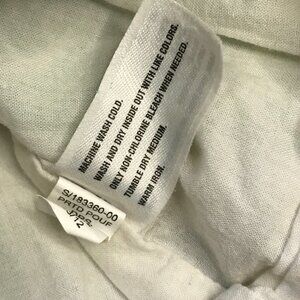 MACHINE WASH COLD.
WASH AND DRY INSIDE OUT WITH LIKE COLORS.
ONLY NON-CHLORINE BLEACH WHEN NEEDED.
TUMBLE DRY MEDIUM.
WARM IRON.
S/183360-00
PRTD POUF